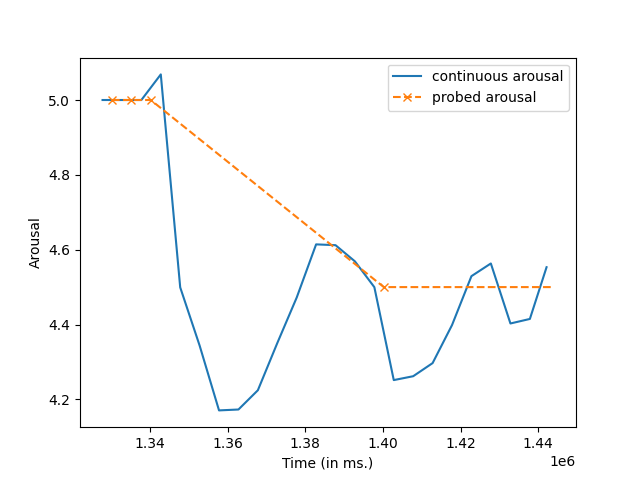 continuous arousal
probed arousal
5.0
4.8
4.6
4.4
4.2
Arousal
1.34 1.36 1.38 1.40 1.42 1.44
1e6
Time (in ms.)